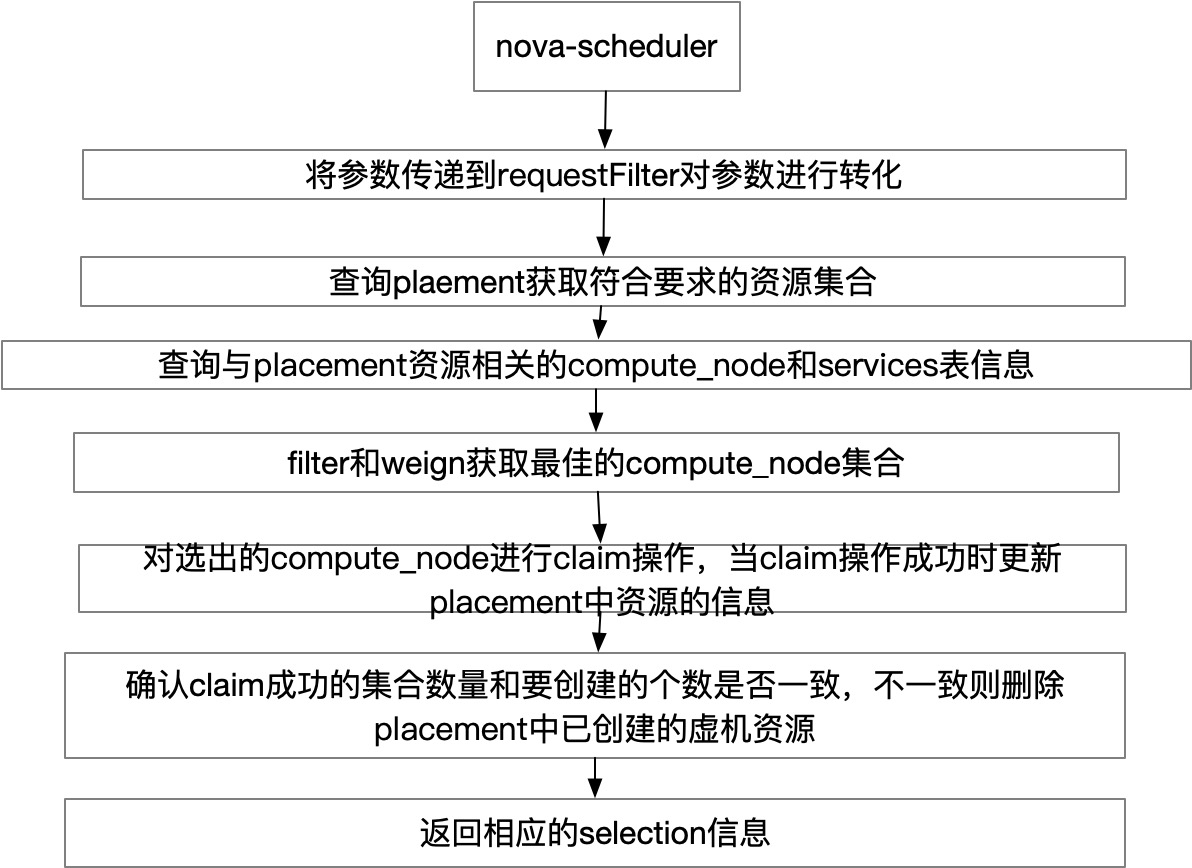 nova-scheduler
将参数传递到requestFilter对参数进行转化
查询plaement获取符合要求的资源集合
查询与placement资源相关的compute_node和services表信息
filter和weign获取最佳的compute_node集合
对选出的compute_node进行claim操作，当claim操作成功时更新
placement中资源的信息
确认claim成功的集合数量和要创建的个数是否一致，不一致则删除
placement中已创建的虚机资源
返回相应的selection信息